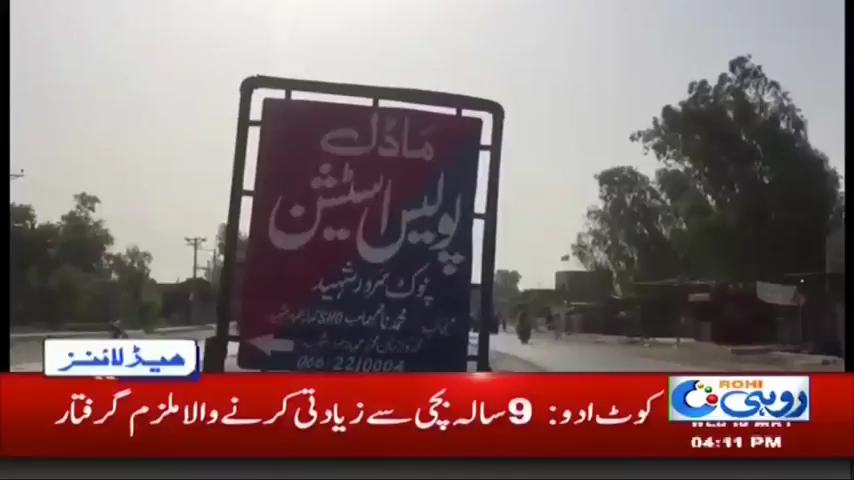 ماڈل
پولیس اسٹیشن
چوک سرور شہید
066-2210004
ہیڈ لائنز
کوٹ ادو: 9 سالہ بچی سے زیادتی کرنے والا ملزم گرفتار
ROHI
روہی
04:11 PM